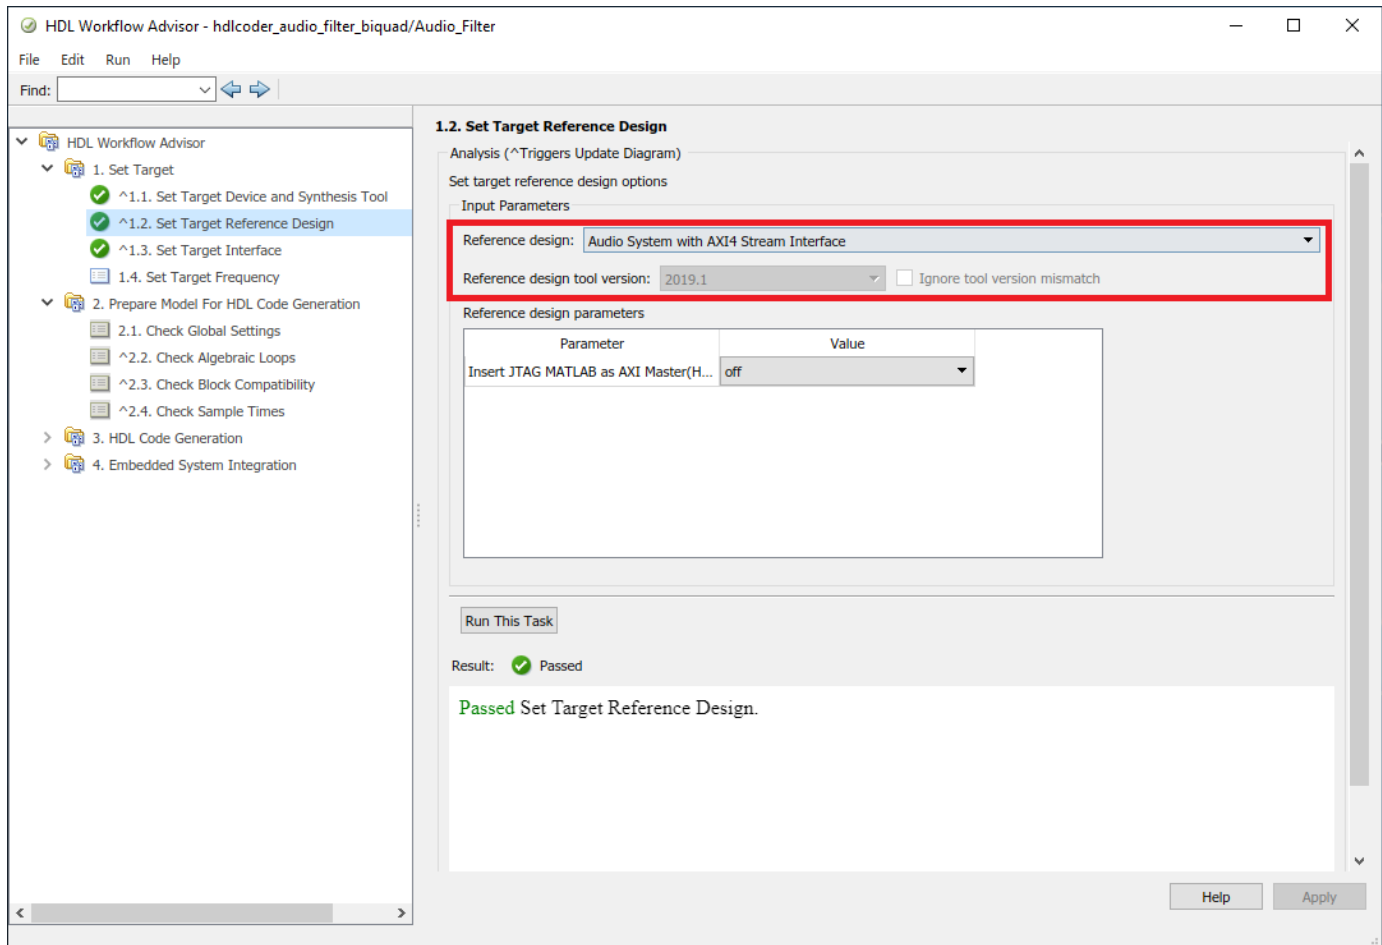 HDL Workflow Advisor - hdlcoder_audio_filter_biquad/Audio_Filter
File Edit Run Help
Find:
HDL Workflow Advisor
1. Set Target
^1.1. Set Target Device and Synthesis Tool
^1.2. Set Target Reference Design
^1.3. Set Target Interface
1.4. Set Target Frequency
2. Prepare Model For HDL Code Generation
2.1. Check Global Settings
^2.2. Check Algebraic Loops
^2.3. Check Block Compatibility
^2.4. Check Sample Times
3. HDL Code Generation
4. Embedded System Integration
1.2. Set Target Reference Design
Analysis (^Triggers Update Diagram)
Set target reference design options
Input Parameters
Reference design: Audio System with AXI4 Stream Interface
Reference design tool version: 2019.1 Ignore tool version mismatch
Reference design parameters
Parameter Value
Insert JTAG MATLAB as AXI Master(H... off
Run This Task
Result: Passed
Passed Set Target Reference Design.
Help Apply